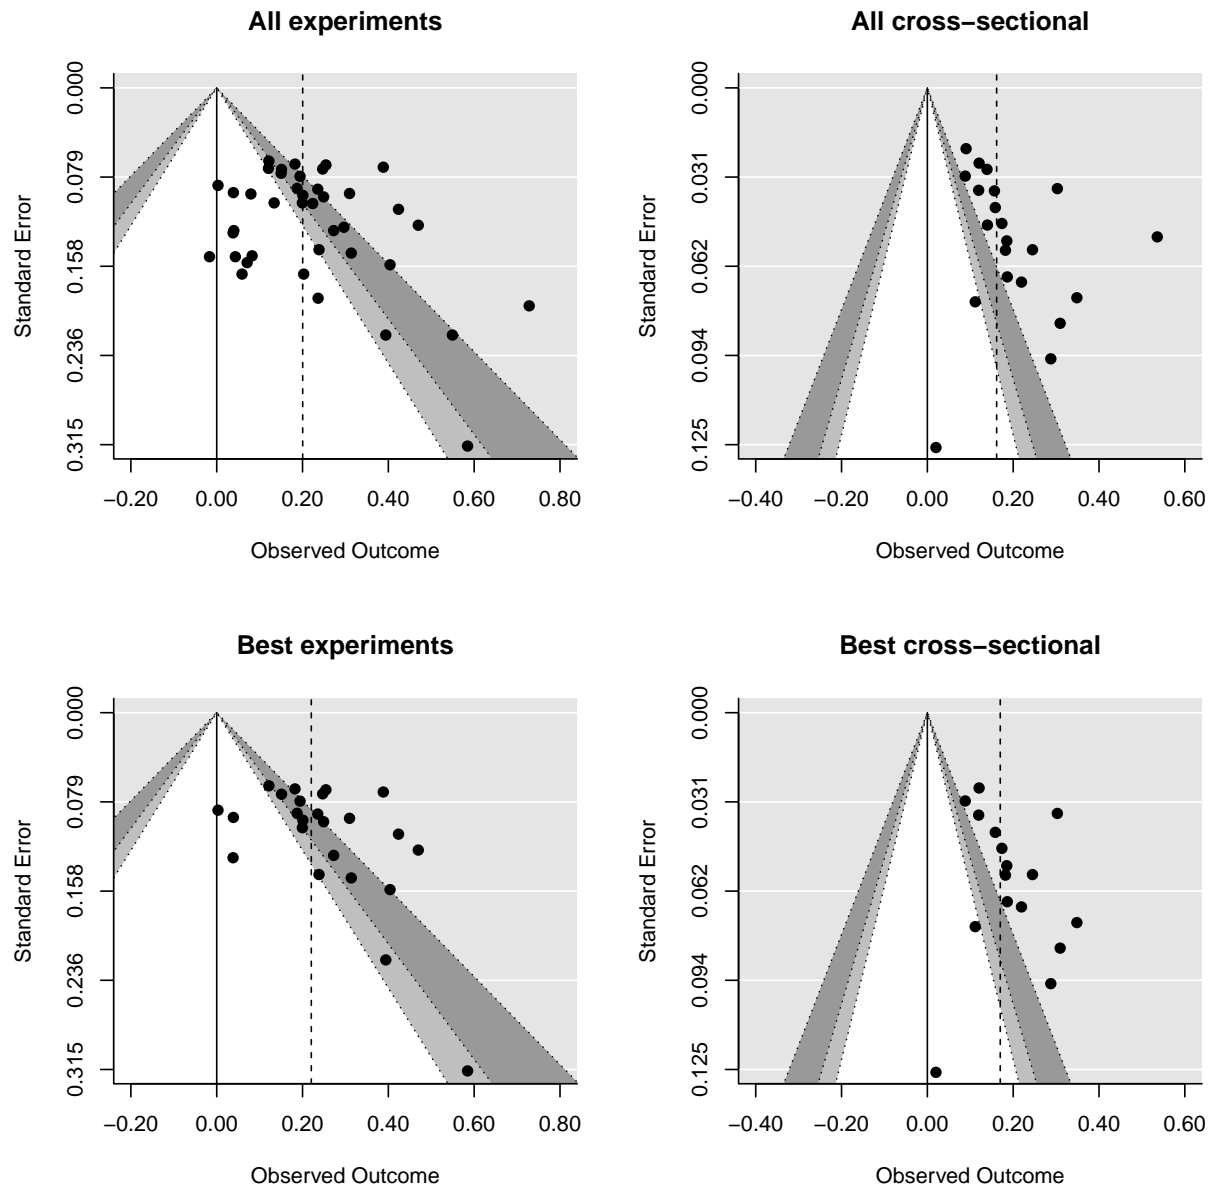 All experiments
Standard Error
0.000
0.079
0.158
0.236
0.315
−0.20 0.00 0.20 0.40 0.60 0.80
Observed Outcome
All cross−sectional
Standard Error
0.000
0.031
0.062
0.094
0.125
−0.40 −0.20 0.00 0.20 0.40 0.60
Observed Outcome
Best experiments
Standard Error
0.000
0.079
0.158
0.236
0.315
−0.20 0.00 0.20 0.40 0.60 0.80
Observed Outcome
Best cross−sectional
Standard Error
0.000
0.031
0.062
0.094
0.125
−0.40 −0.20 0.00 0.20 0.40 0.60
Observed Outcome